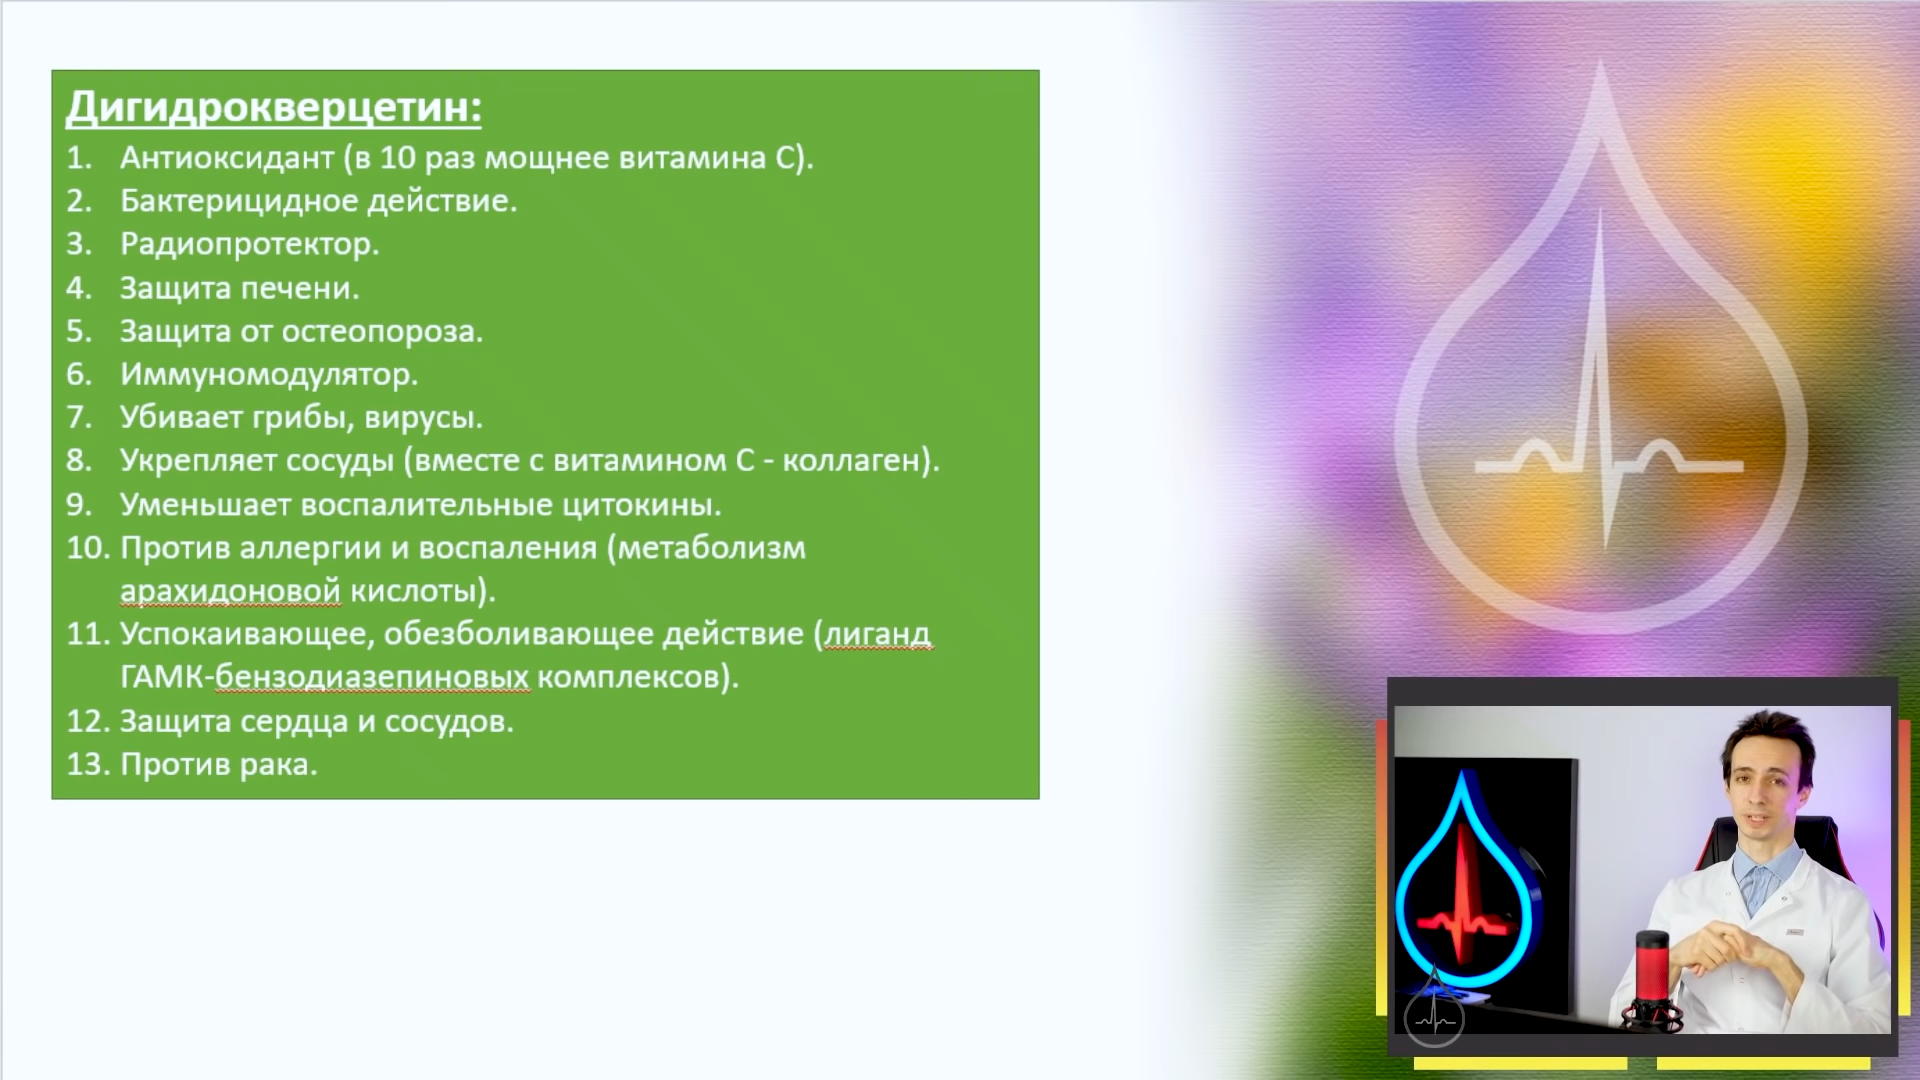 Дигидрокверцетин:
1. Антиоксидант (в 10 раз мощнее витамина С).
2. Бактерицидное действие.
3. Радиопротектор.
4. Защита печени.
5. Защита от остеопороза.
6. Иммуномодулятор.
7. Убивает грибы, вирусы.
8. Укрепляет сосуды (вместе с витамином С - коллаген).
9. Уменьшает воспалительные цитокины.
10. Против аллергии и воспаления (метаболизм
арахидоновой кислоты).
11. Успокаивающее, обезболивающее действие (лиганд
ГАМК-бензодиазепиновых комплексов).
12. Защита сердца и сосудов.
13. Против рака.